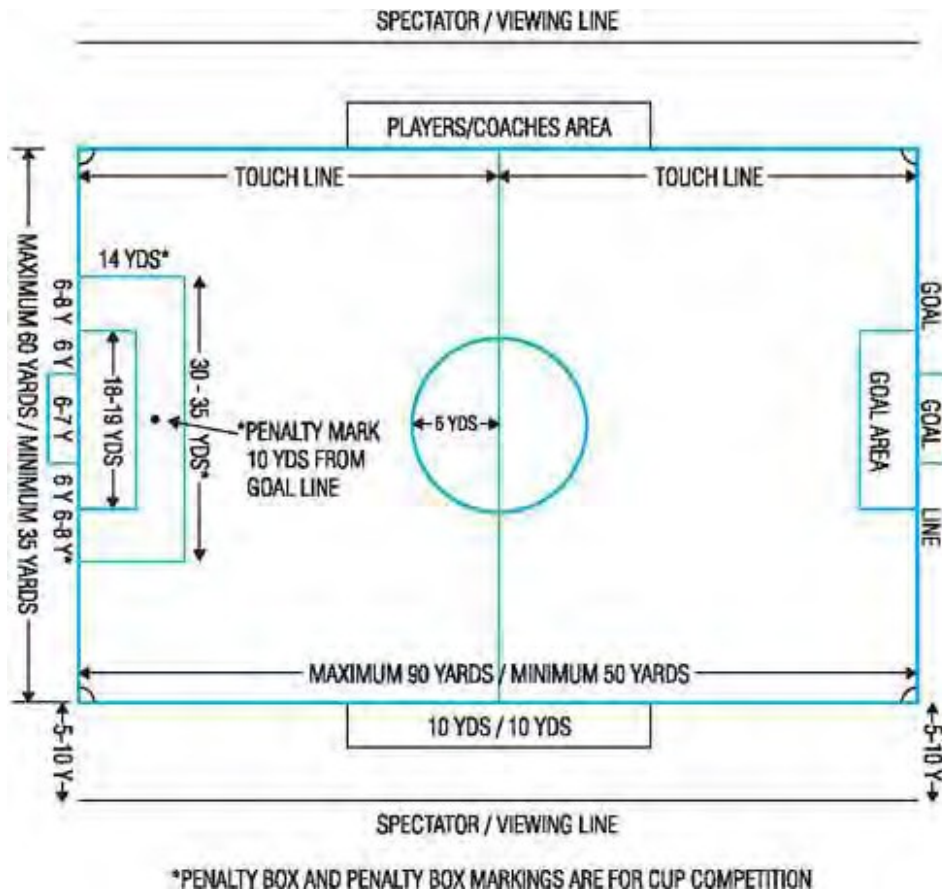 SPECTATOR / VIEWING LINE
PLAYERS/COACHES AREA
TOUCH LINE
TOUCH LINE
MAXIMUM 60 YARDS / MINIMUM 35 YARDS
14 YDS*
6-8 Y
6 Y
6-7 Y
6 Y
6-8 Y*
18-19 YDS
30 - 35 YDS*
*PENALTY MARK
10 YDS FROM
GOAL LINE
6 YDS
GOAL AREA
GOAL
GOAL
LINE
MAXIMUM 90 YARDS / MINIMUM 50 YARDS
10 YDS / 10 YDS
5-10 Y
5-10 Y
SPECTATOR / VIEWING LINE
*PENALTY BOX AND PENALTY BOX MARKINGS ARE FOR CUP COMPETITION